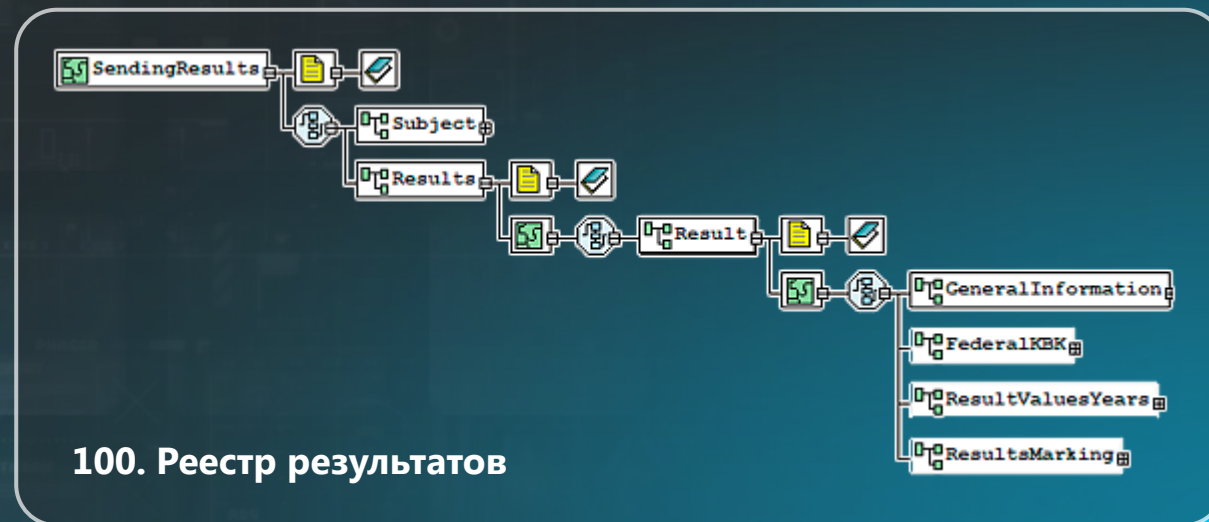 SendingResults
Subject
Results
Result
GeneralInformation
FederalKBK
ResultValuesYears
ResultsMarking
100. Реестр результатов